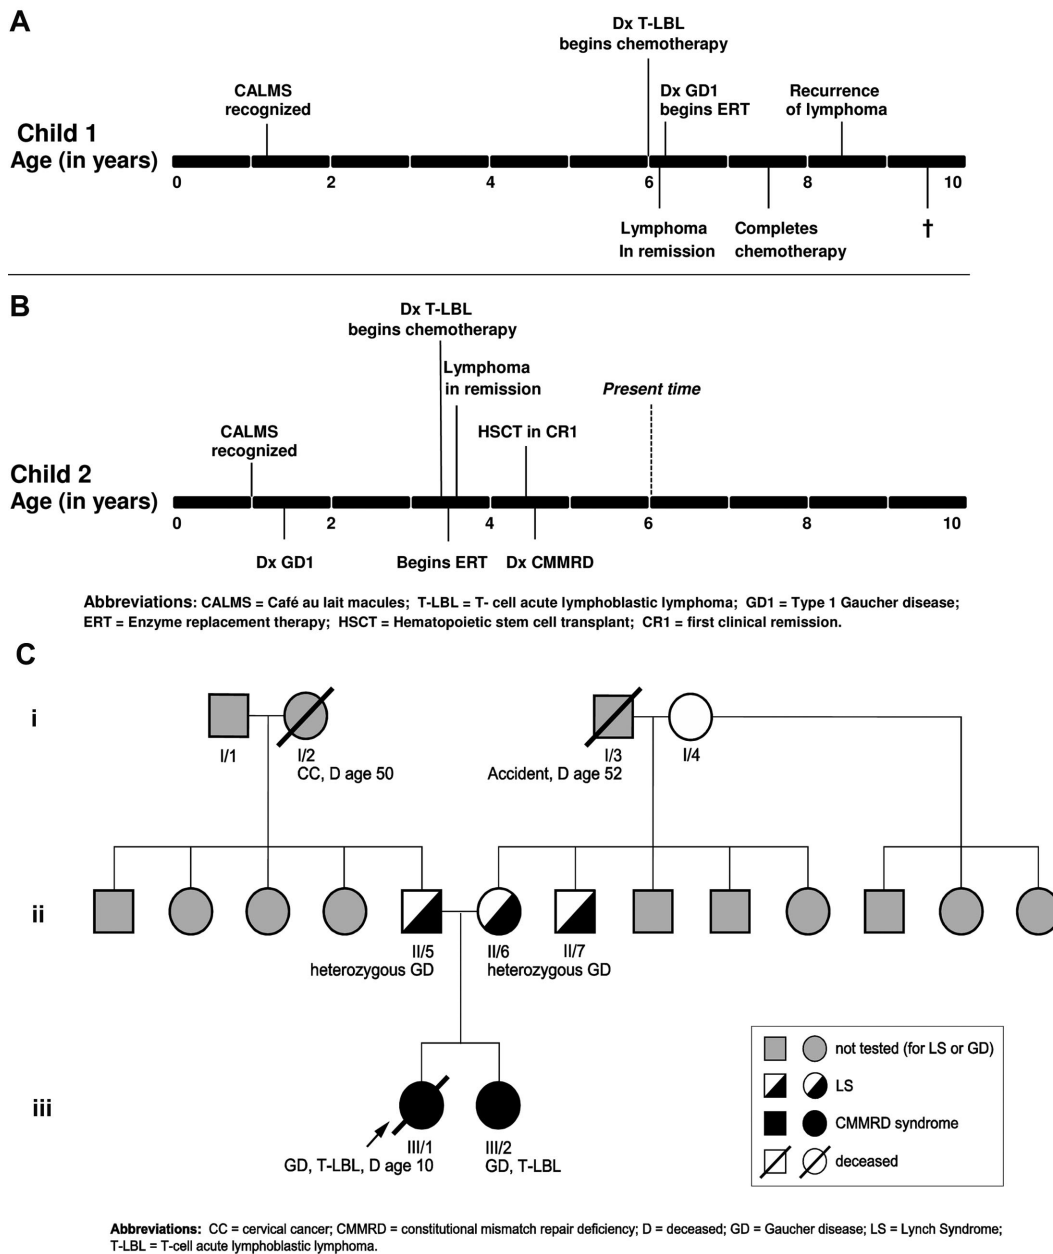 A
Dx T-LBL
begins chemotherapy
CALMS
recognized
Dx GD1
begins ERT
Recurrence
of lymphoma
Child 1
Age (in years)
0 2 4 6 8 10
Lymphoma
In remission
Completes
chemotherapy
†
B
Dx T-LBL
begins chemotherapy
Lymphoma
in remission
Present time
CALMS
recognized
HSCT in CR1
Child 2
Age (in years)
0 2 4 6 8 10
Dx GD1
Begins ERT
Dx CMMRD
Abbreviations: CALMS = Café au lait macules; T-LBL = T- cell acute lymphoblastic lymphoma; GD1 = Type 1 Gaucher disease;
ERT = Enzyme replacement therapy; HSCT = Hematopoietic stem cell transplant; CR1 = first clinical remission.
C
i
I/1
I/2
CC, D age 50
I/3
Accident, D age 52
I/4
ii
II/5
heterozygous GD
II/6
heterozygous GD
II/7
iii
III/1
GD, T-LBL, D age 10
III/2
GD, T-LBL
not tested (for LS or GD)
LS
CMMRD syndrome
deceased
Abbreviations: CC = cervical cancer; CMMRD = constitutional mismatch repair deficiency; D = deceased; GD = Gaucher disease; LS = Lynch Syndrome;
T-LBL = T-cell acute lymphoblastic lymphoma.